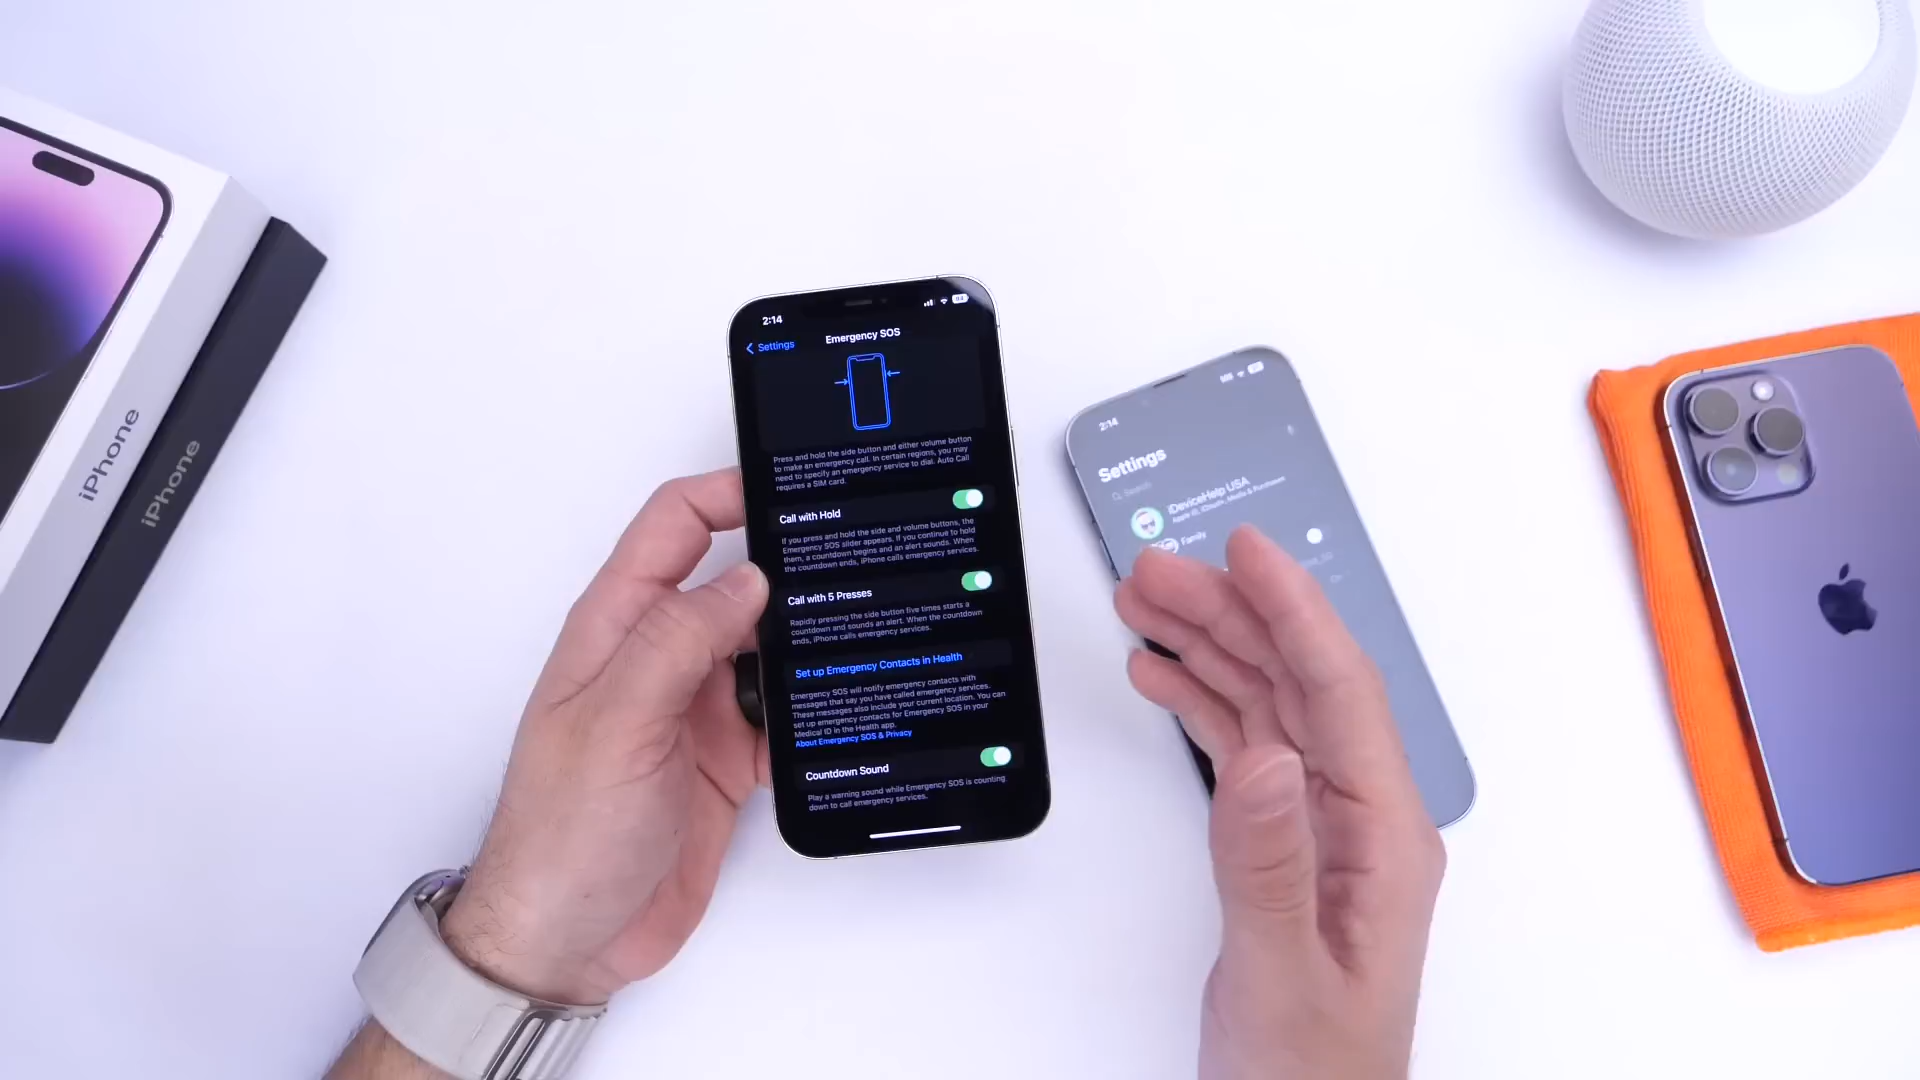 iPhone
iPhone
2:14
Settings
Emergency SOS
Press and hold the side button and either volume button
to make an emergency call. In certain regions, you may
need to specify an emergency service to dial. Auto Call
requires a SIM card.
Call with Hold
If you press and hold the side and volume buttons, the
Emergency SOS slider appears. If you continue to hold
them, a countdown begins and an alert sounds. When
the countdown ends, iPhone calls emergency services.
Call with 5 Presses
Rapidly pressing the side button five times starts a
countdown and sounds an alert. When the countdown
ends, iPhone calls emergency services.
Set up Emergency Contacts in Health
Emergency SOS will notify emergency contacts with
messages that say you have called emergency services.
These messages also include your current location. You can
set up emergency contacts for Emergency SOS in your
Medical ID in the Health app.
About Emergency SOS & Privacy
Countdown Sound
Play a warning sound while Emergency SOS is counting
down to call emergency services.
2:14
Settings
Search
iDeviceHelp USA
Apple ID, iCloud, Media & Purchases
Family